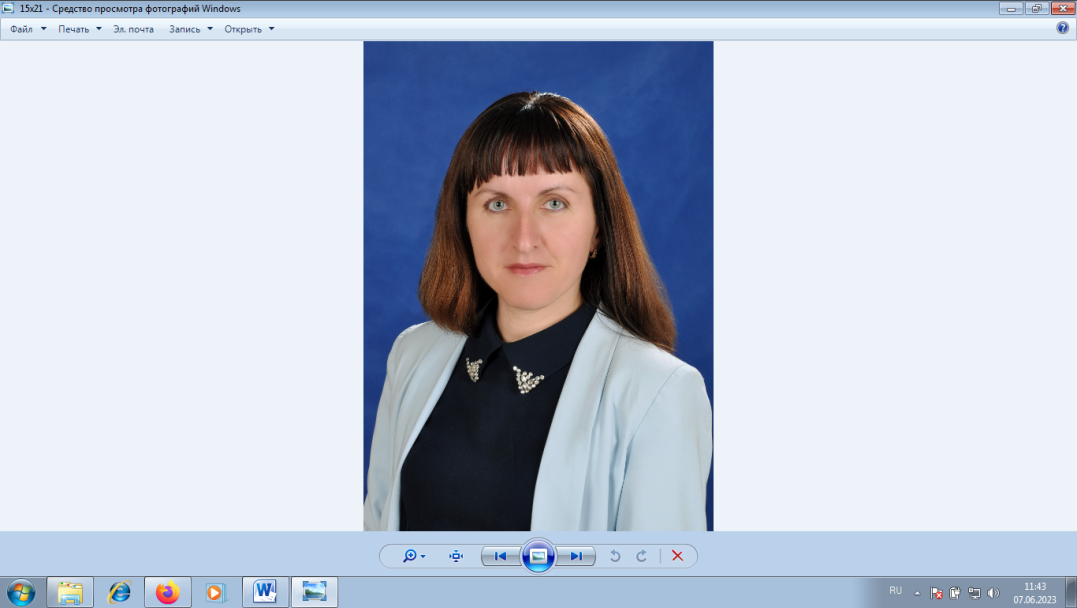 15x21 - Средство просмотра фотографий Windows
Файл Печать Эл. почта Запись Открыть
RU
11:43
07.06.2023